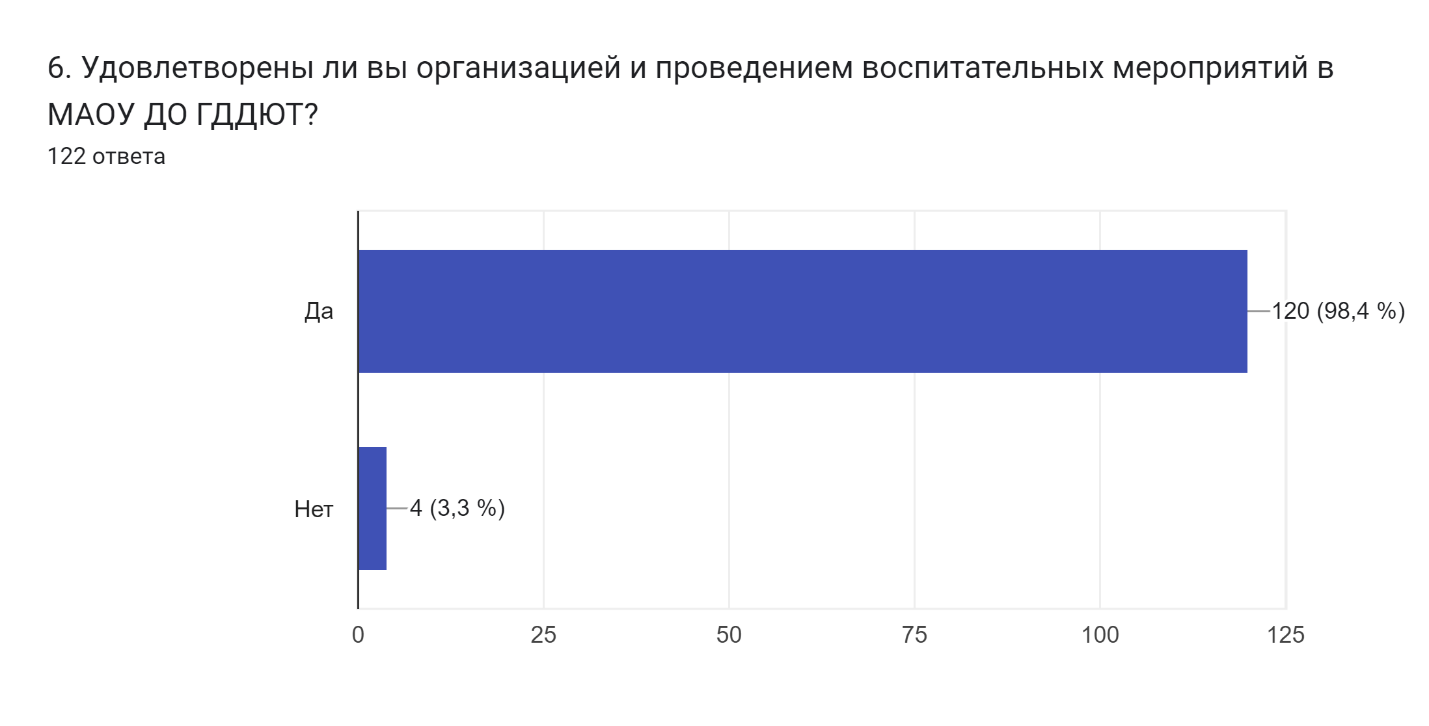 6. Удовлетворены ли вы организацией и проведением воспитательных мероприятий в
МАОУ ДО ГДДЮТ?
122 ответа
Да
120 (98,4 %)
Нет
4 (3,3 %)
0 25 50 75 100 125